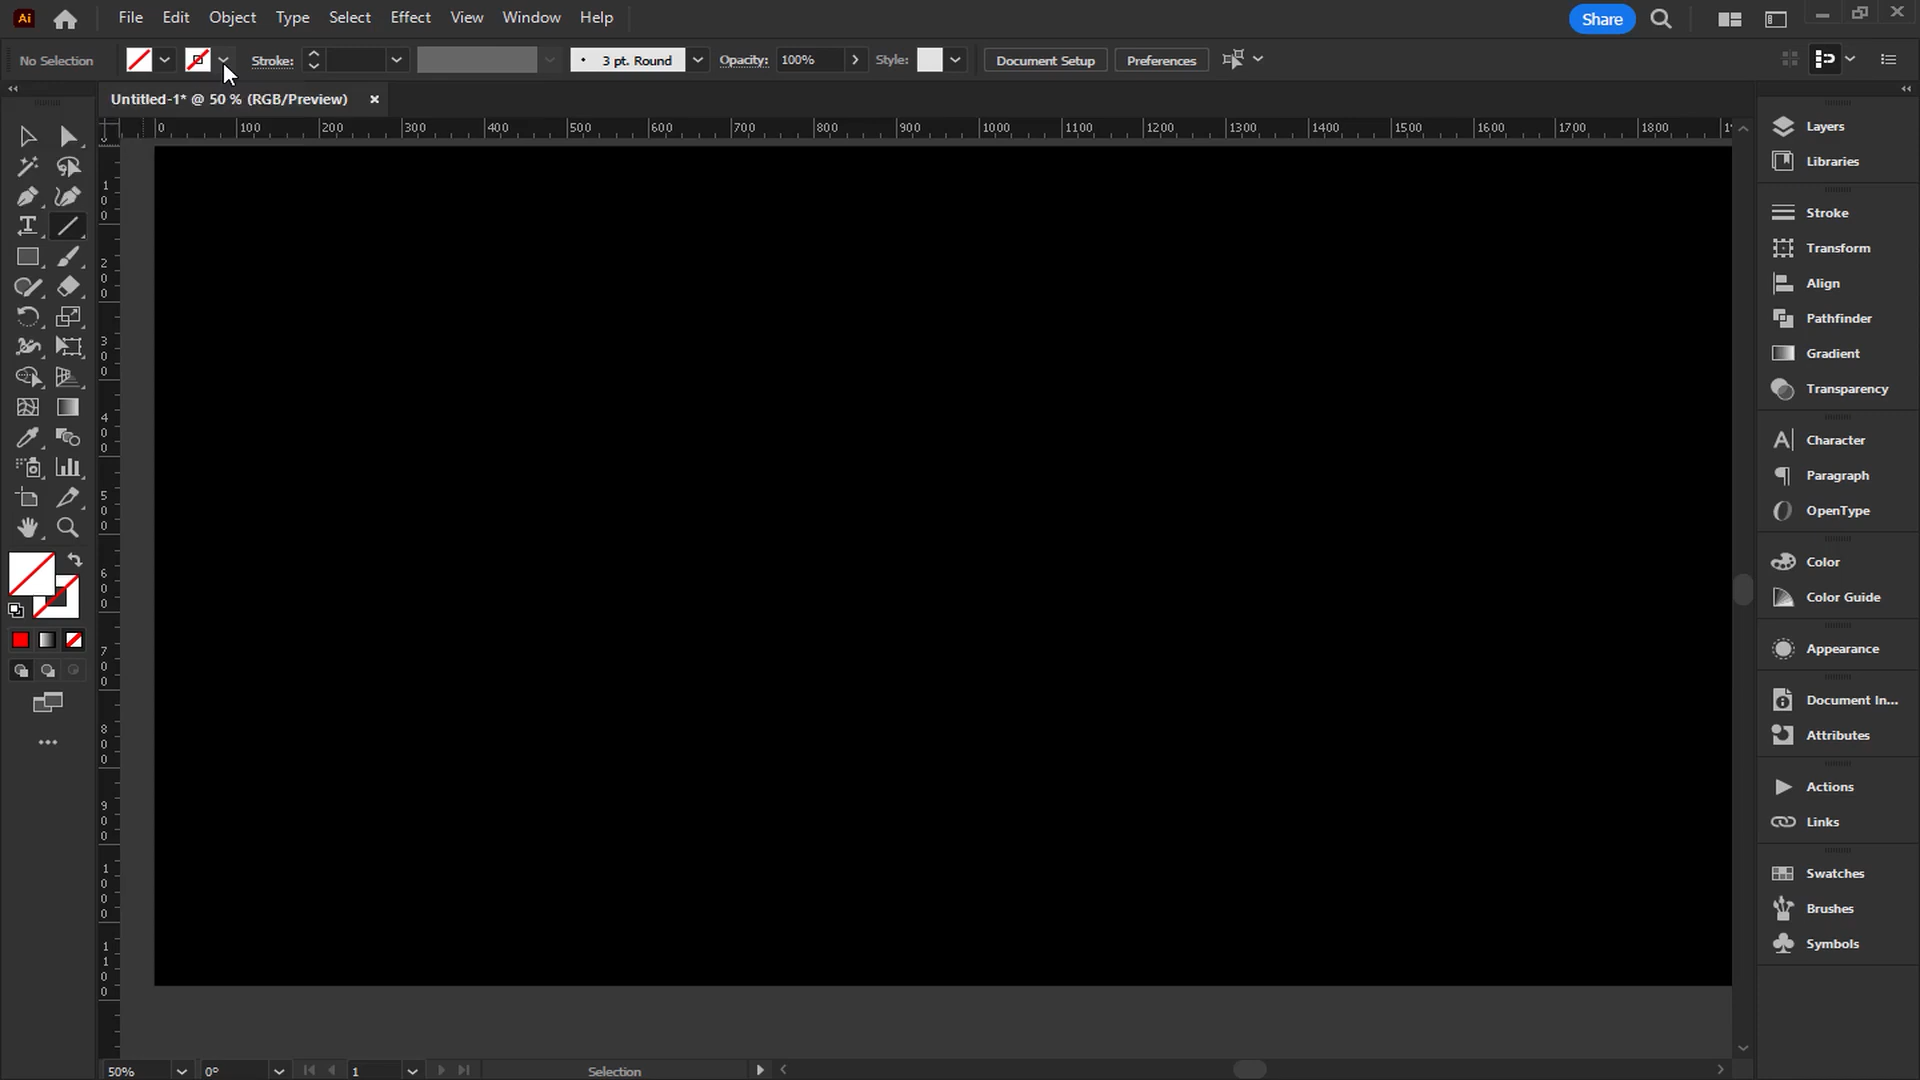 Ai File Edit Object Type Select Effect View Window Help Share
No Selection Stroke: 3 pt. Round Opacity: 100% Style: Document Setup Preferences
Untitled-1* @ 50 % (RGB/Preview)
0 100 200 300 400 500 600 700 800 900 1000 1100 1200 1300 1400 1500 1600 1700 1800
100
200
300
400
500
600
700
800
900
1000
1100
Layers
Libraries
Stroke
Transform
Align
Pathfinder
Gradient
Transparency
Character
Paragraph
OpenType
Color
Color Guide
Appearance
Document In...
Attributes
Actions
Links
Swatches
Brushes
Symbols
50% 0° 1 Selection